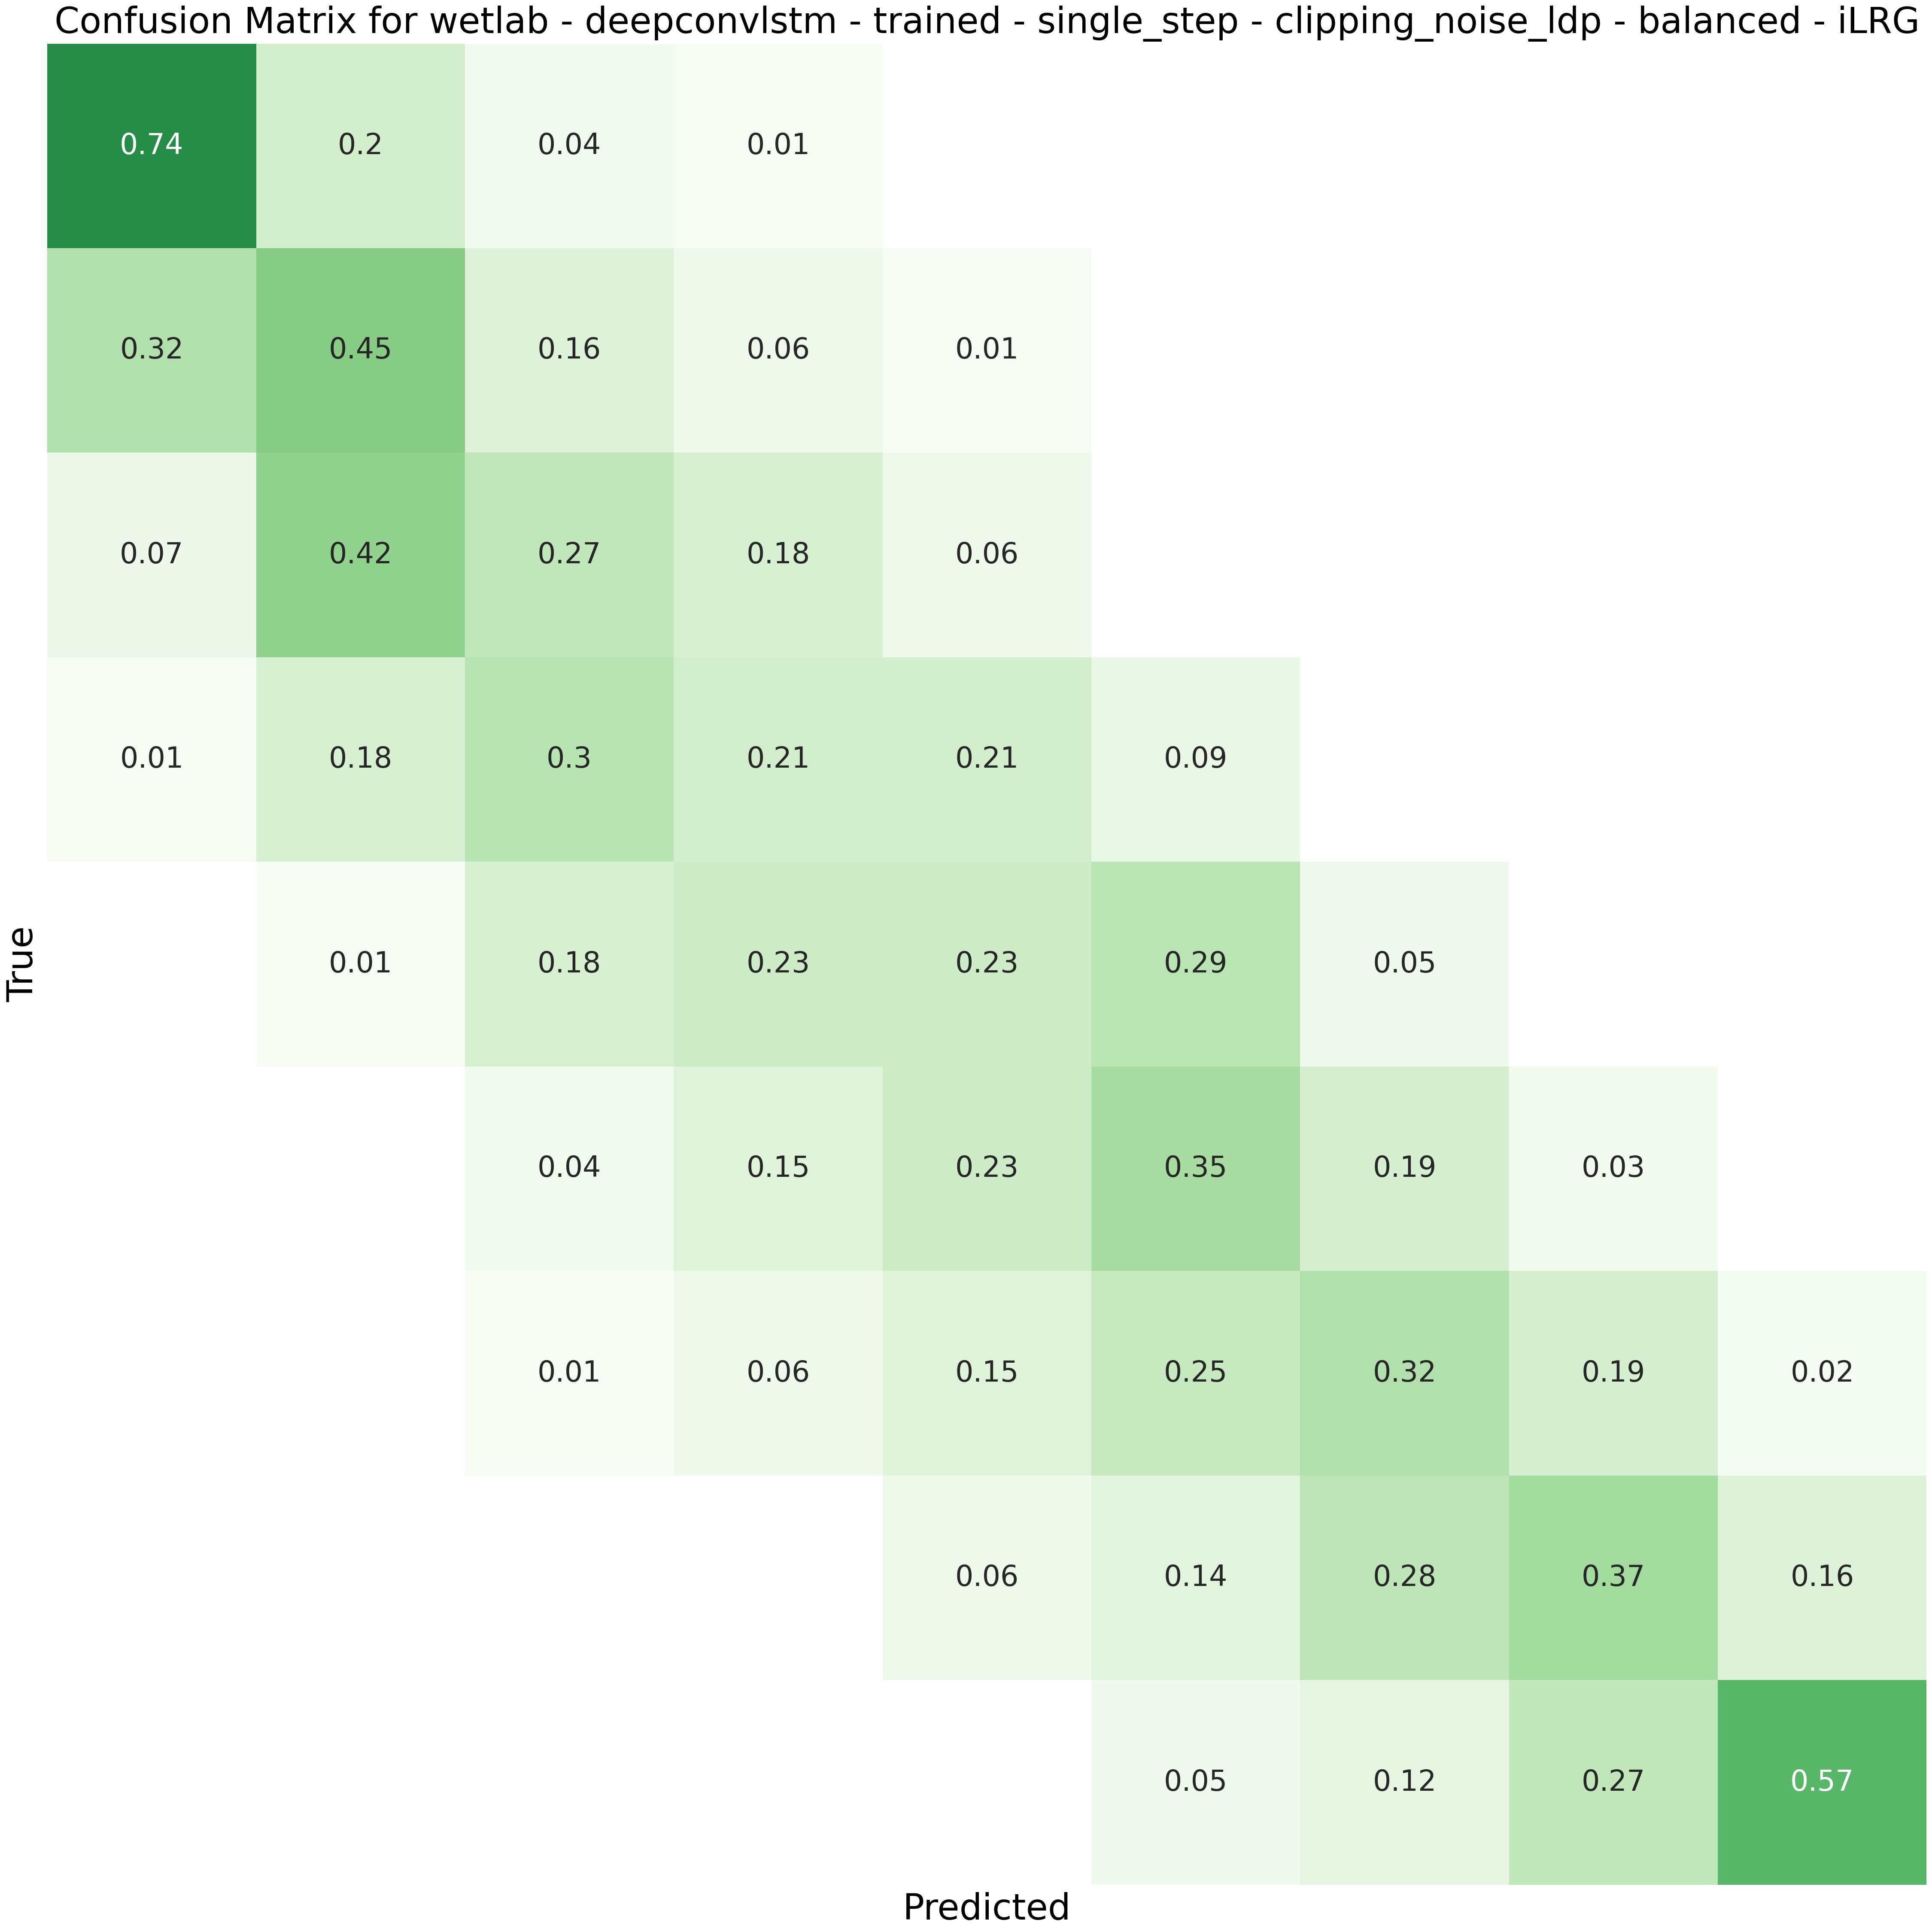 Confusion Matrix for wetlab - deepconvlstm - trained - single_step - clipping_noise_ldp - balanced - iLRG
0.74 0.2 0.04 0.01
0.32 0.45 0.16 0.06 0.01
0.07 0.42 0.27 0.18 0.06
0.01 0.18 0.3 0.21 0.21 0.09
True
0.01 0.18 0.23 0.23 0.29 0.05
0.04 0.15 0.23 0.35 0.19 0.03
0.01 0.06 0.15 0.25 0.32 0.19 0.02
0.06 0.14 0.28 0.37 0.16
0.05 0.12 0.27 0.57
Predicted